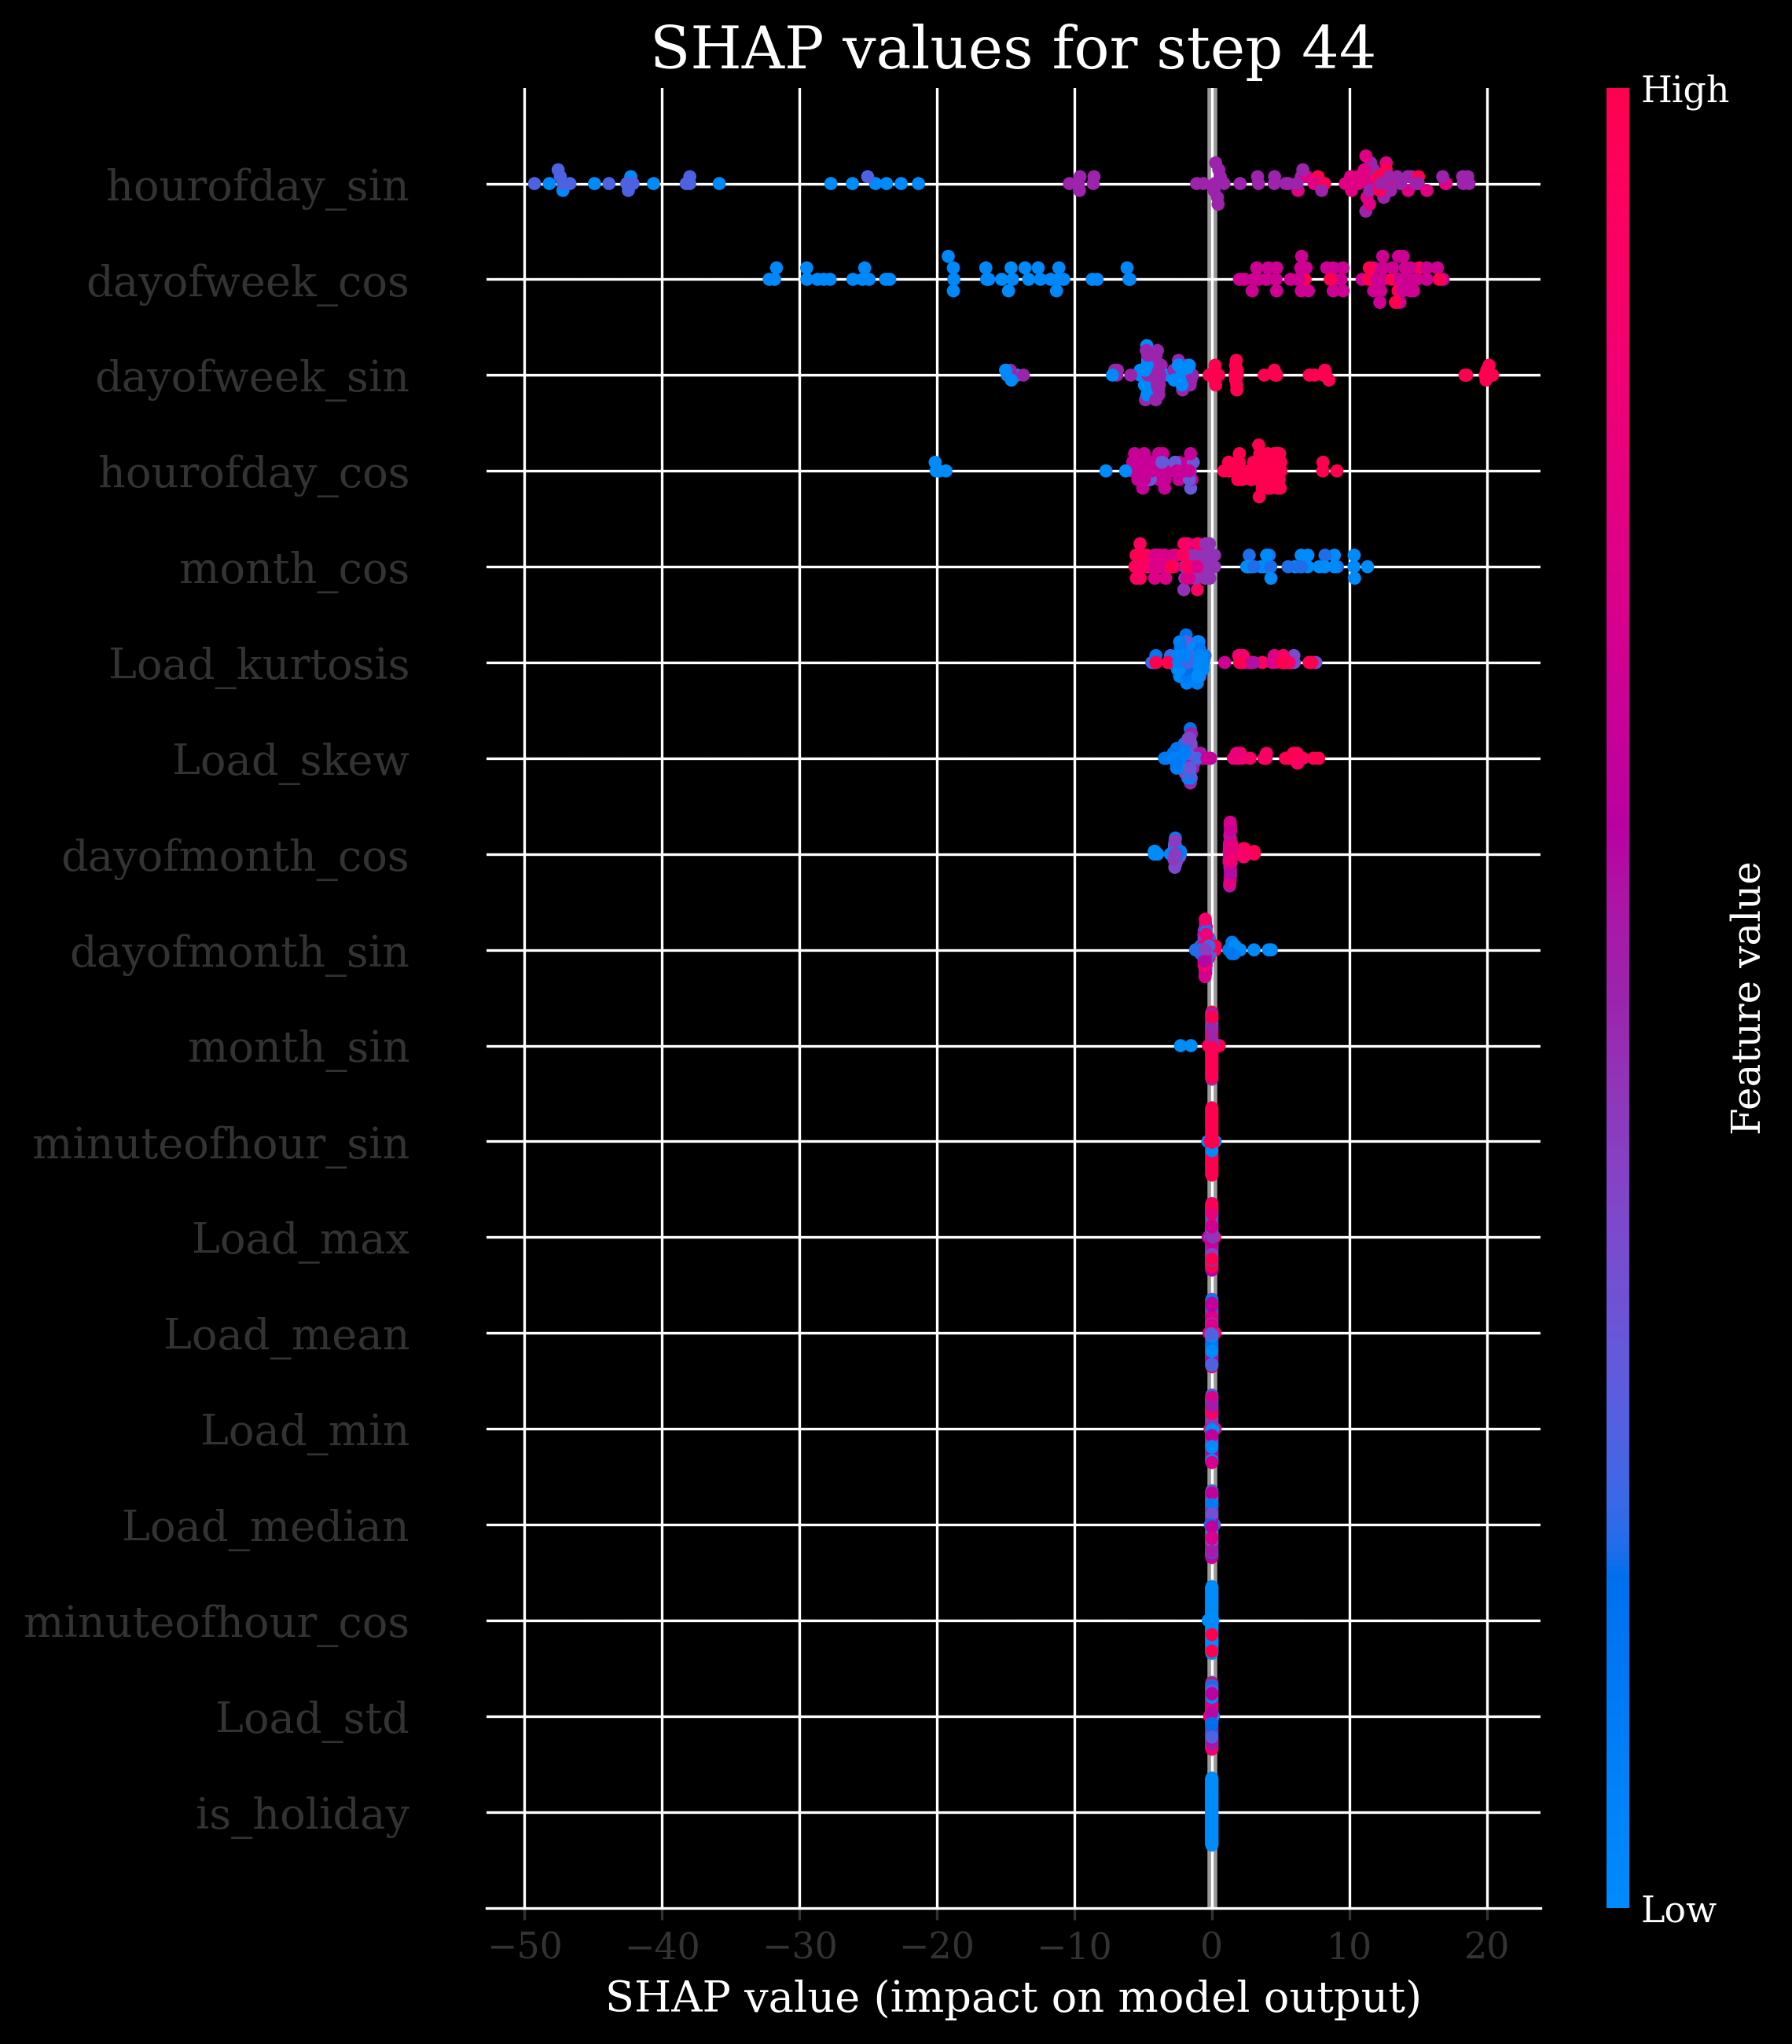 SHAP values for step 44
High
hourofday_sin
dayofweek_cos
dayofweek_sin
hourofday_cos
month_cos
Load_kurtosis
Load_skew
dayofmonth_cos
dayofmonth_sin
month_sin
minuteofhour_sin
Load_max
Load_mean
Load_min
Load_median
minuteofhour_cos
Load_std
is_holiday
Feature value
Low
−50 −40 −30 −20 −10 0 10 20
SHAP value (impact on model output)